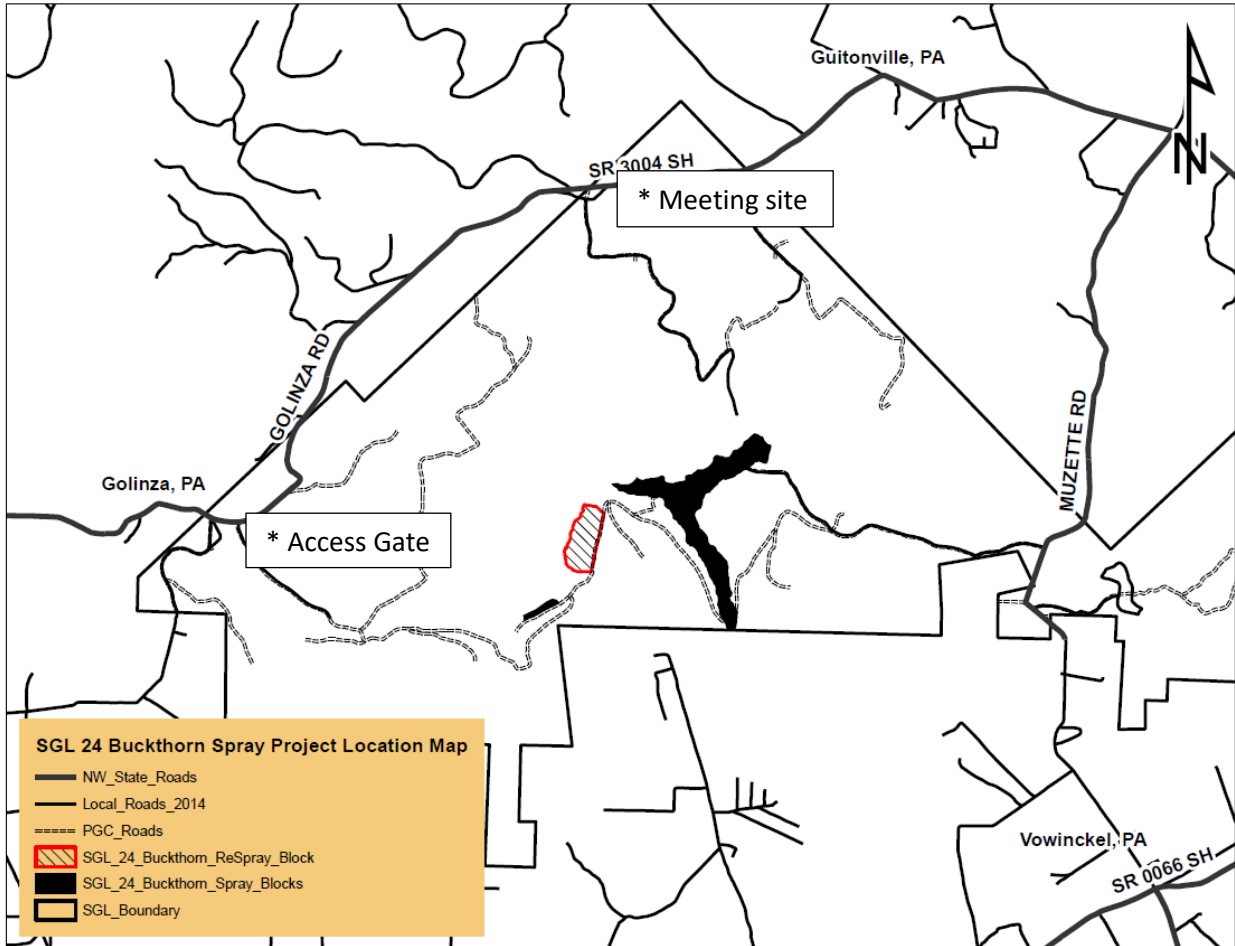 Guitonville, PA
N
SR 3004 SH
* Meeting site
GOLINZA RD
MUZETTE RD
Golinza, PA
* Access Gate
SGL 24 Buckthorn Spray Project Location Map
NW_State_Roads
Local_Roads_2014
PGC_Roads
SGL_24_Buckthorn_ReSpray_Block
SGL_24_Buckthorn_Spray_Blocks
SGL_Boundary
Vowinckel, PA
SR 0066 SH